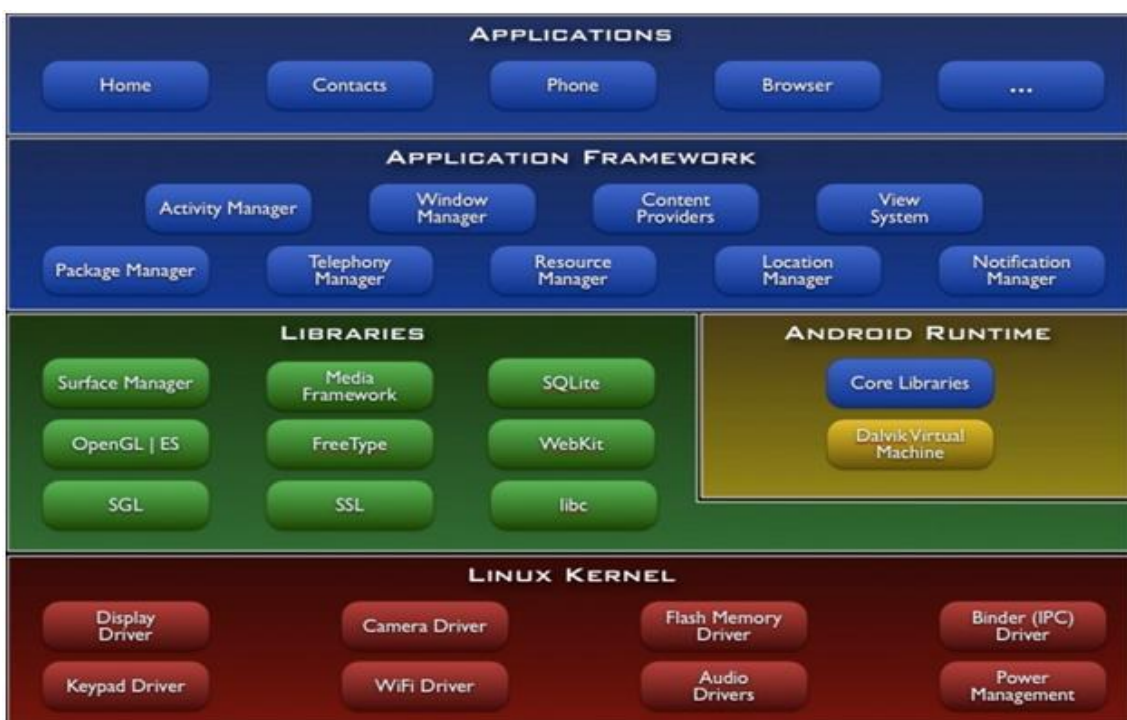 APPLICATIONS
Home
Contacts
Phone
Browser
...
APPLICATION FRAMEWORK
Activity Manager
Window
Manager
Content
Providers
View
System
Package Manager
Telephony
Manager
Resource
Manager
Location
Manager
Notification
Manager
LIBRARIES
Surface Manager
Media
Framework
SQLite
OpenGL | ES
FreeType
WebKit
SGL
SSL
libc
ANDROID RUNTIME
Core Libraries
Dalvik Virtual
Machine
LINUX KERNEL
Display
Driver
Camera Driver
Flash Memory
Driver
Binder (IPC)
Driver
Keypad Driver
WiFi Driver
Audio
Drivers
Power
Management